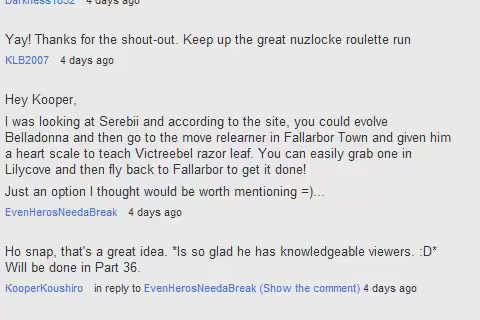 Darkness1852 4 days ago
Yay! Thanks for the shout-out. Keep up the great nuzlocke roulette run
KLB2007 4 days ago
Hey Kooper,
I was looking at Serebii and according to the site, you could evolve
Belladonna and then go to the move relearner in Fallarbor Town and given him
a heart scale to teach Victreebel razor leaf. You can easily grab one in
Lilycove and then fly back to Fallarbor to get it done!
Just an option I thought would be worth mentioning =)...
EvenHerosNeedaBreak 4 days ago
Ho snap, that's a great idea. *Is so glad he has knowledgeable viewers. :D*
Will be done in Part 36.
KooperKoushiro in reply to EvenHerosNeedaBreak (Show the comment) 4 days ago